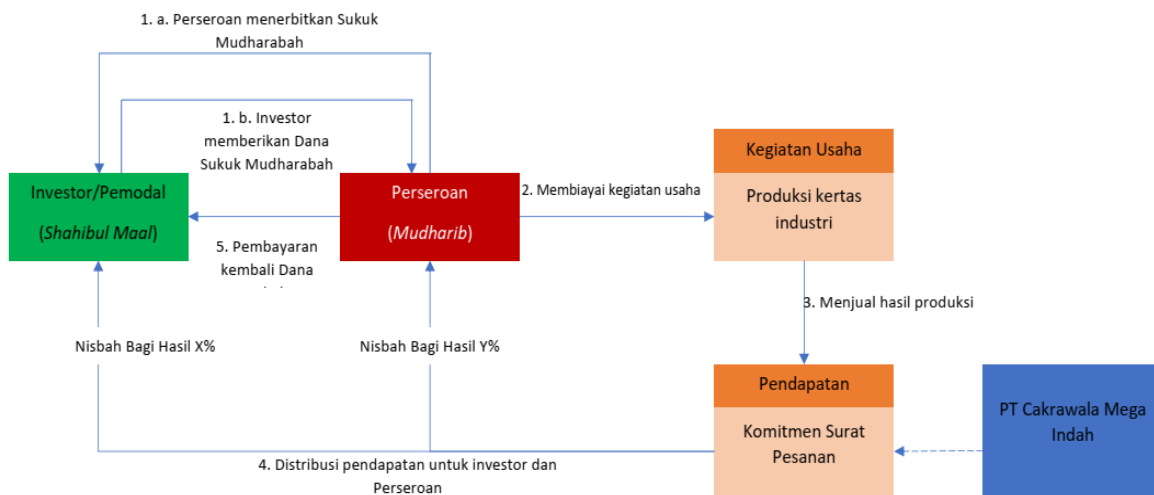 1. a. Perseroan menerbitkan Sukuk
Mudharabah
1. b. Investor
memberikan Dana
Sukuk Mudharabah
Investor/Pemodal
(Shahibul Maal)
Perseroan
(Mudharib)
2. Membiayai kegiatan usaha
Kegiatan Usaha
Produksi kertas
industri
5. Pembayaran
kembali Dana
3. Menjual hasil produksi
Nisbah Bagi Hasil X%
Nisbah Bagi Hasil Y%
Pendapatan
Komitmen Surat
Pesanan
PT Cakrawala Mega
Indah
4. Distribusi pendapatan untuk investor dan
Perseroan